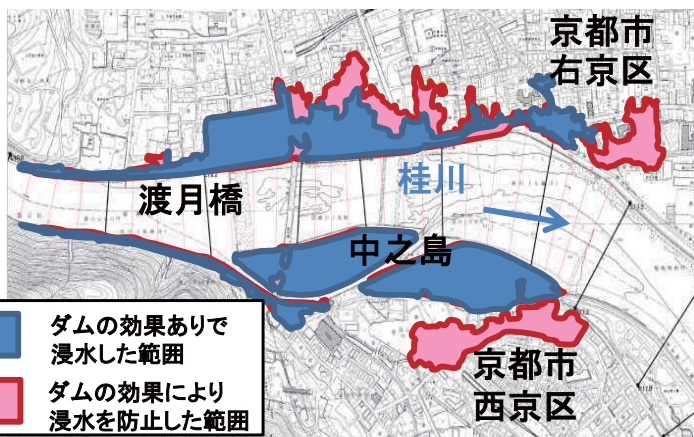 京都市
右京区
桂川
渡月橋
中之島
ダムの効果ありで
浸水した範囲
ダムの効果により
浸水を防止した範囲
京都市
西京区